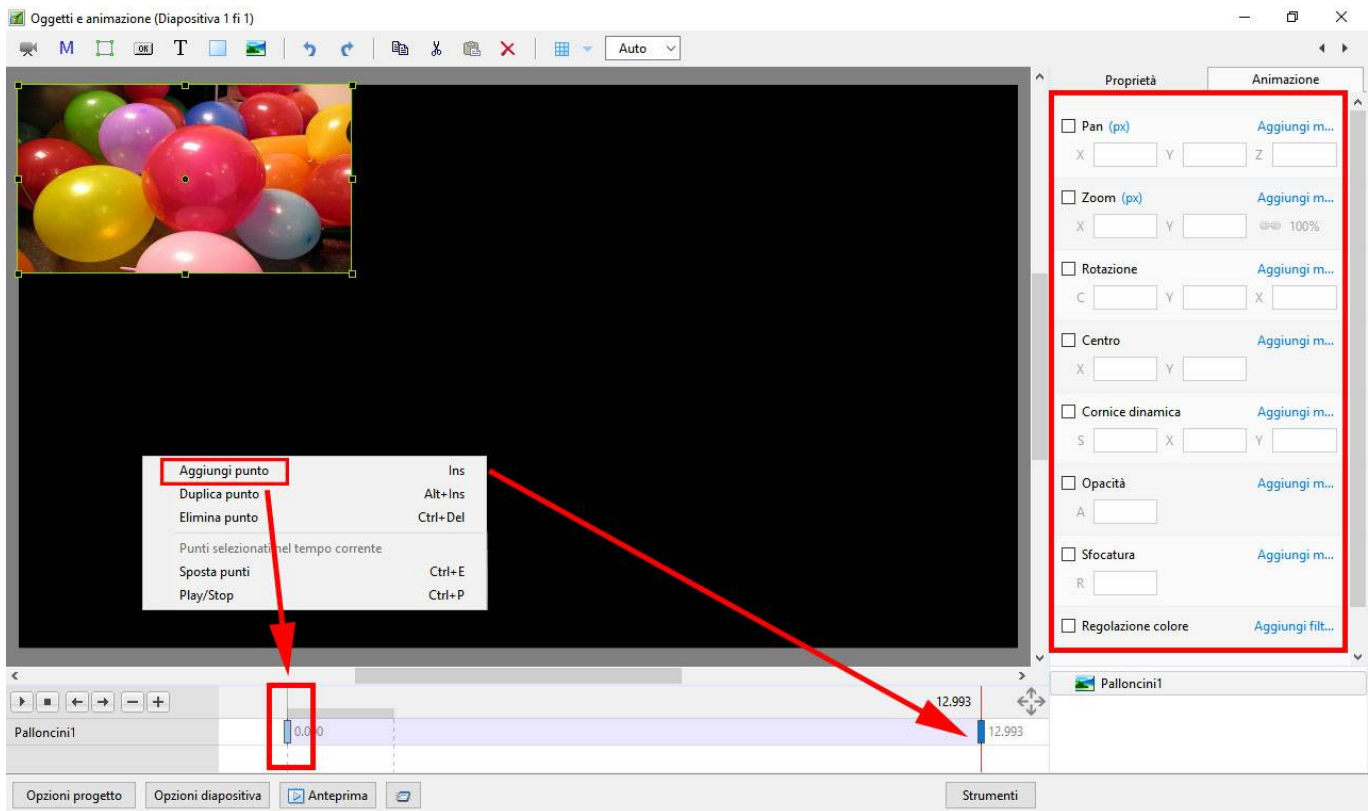 Oggetti e animazione (Diapositiva 1 fi 1)
M OK T Auto
Proprietà Animazione
Pan (px) Aggiungi m...
X Y Z
Zoom (px) Aggiungi m...
X Y 100%
Rotazione Aggiungi m...
C Y X
Centro Aggiungi m...
X Y
Cornice dinamica Aggiungi m...
S X Y
Opacità Aggiungi m...
A
Sfocatura Aggiungi m...
R
Regolazione colore Aggiungi filt...
Aggiungi punto Ins
Duplica punto Alt+Ins
Elimina punto Ctrl+Del
Punti selezionati nel tempo corrente
Sposta punti Ctrl+E
Play/Stop Ctrl+P
12.993
Palloncini1
Palloncini1 0.000 12.993
Opzioni progetto Opzioni diapositiva Anteprima Strumenti